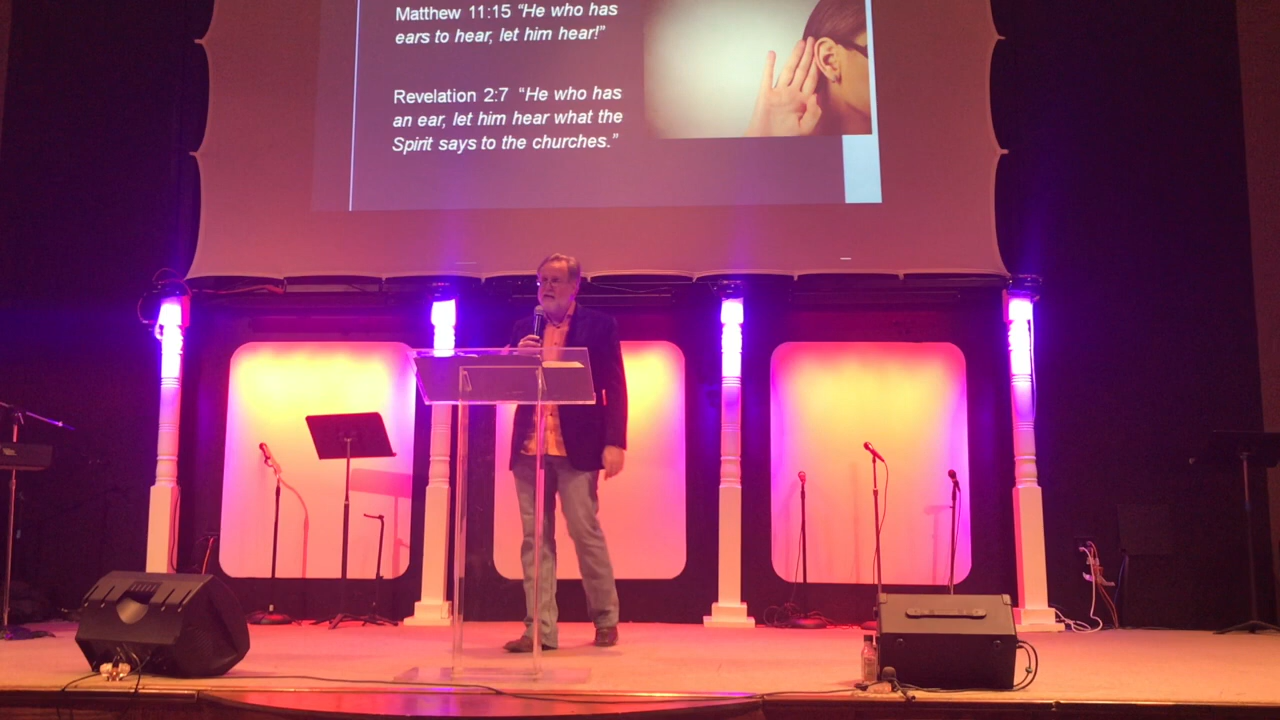 Matthew 11:15 “He who has
ears to hear, let him hear!”
Revelation 2:7 “He who has
an ear, let him hear what the
Spirit says to the churches.”